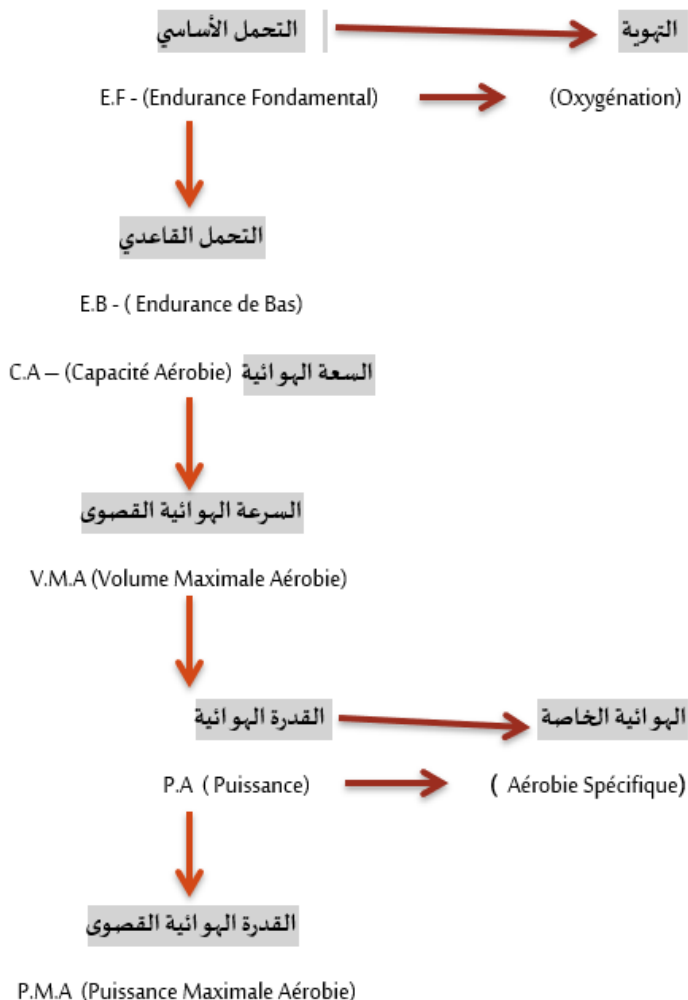 التحمل الأساسي التهوية
E.F - (Endurance Fondamental) (Oxygénation)
التحمل القاعدي
E.B - ( Endurance de Bas)
C.A – (Capacité Aérobie) السعة الهوائية
السرعة الهوائية القصوى
V.M.A (Volume Maximale Aérobie)
القدرة الهوائية الهوائية الخاصة
P.A ( Puissance) ( Aérobie Spécifique)
القدرة الهوائية القصوى
P.M.A (Puissance Maximale Aérobie)